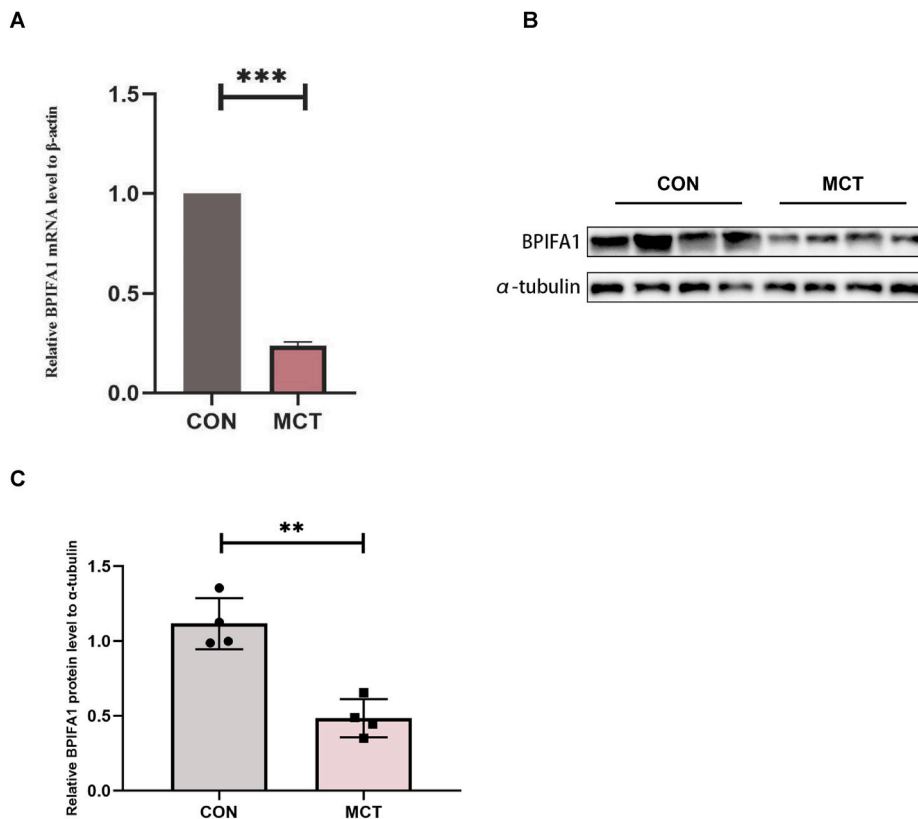 A
B
***
1.5
1.0
0.5
0.0
Relative BPIFA1 mRNA level to β-actin
CON
MCT
CON
MCT
BPIFA1
α-tubulin
C
**
1.5
1.0
0.5
0.0
Relative BPIFA1 protein level to α-tubulin
CON
MCT